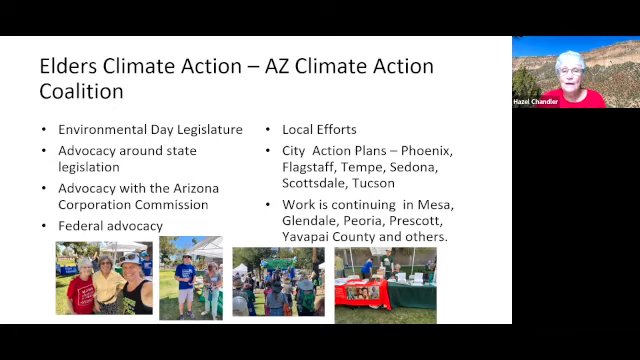 Elders Climate Action – AZ Climate Action
Coalition
• Environmental Day Legislature
• Advocacy around state
legislation
• Advocacy with the Arizona
Corporation Commission
• Federal advocacy
• Local Efforts
• City Action Plans – Phoenix,
Flagstaff, Tempe, Sedona,
Scottsdale, Tucson
• Work is continuing in Mesa,
Glendale, Peoria, Prescott,
Yavapai County and others.
Hazel Chandler